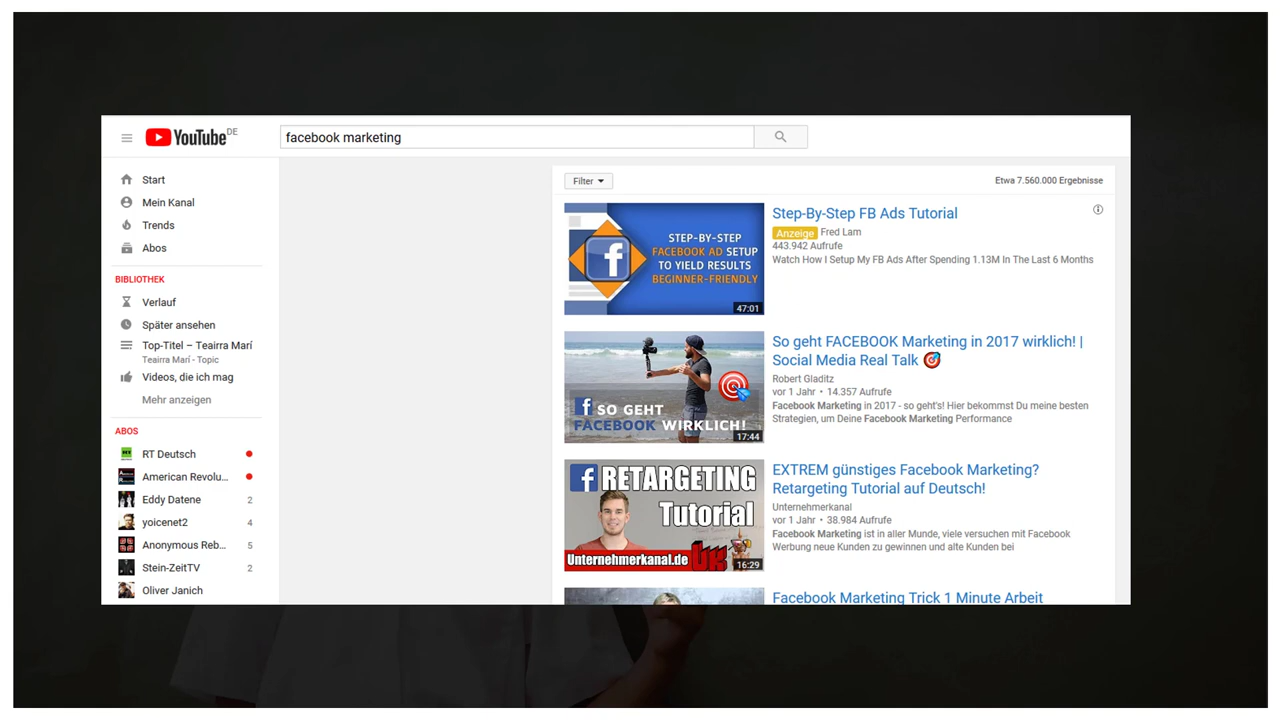 YouTube DE
facebook marketing
Start
Mein Kanal
Trends
Abos
BIBLIOTHEK
Verlauf
Später ansehen
Top-Titel – Teairra Marí
Teairra Marí - Topic
Videos, die ich mag
Mehr anzeigen
ABOS
RT Deutsch
American Revolu...
Eddy Datene 2
yoicenet2 4
Anonymous Reb... 5
Stein-ZeitTV 2
Oliver Janich
Filter
Etwa 7.560.000 Ergebnisse
STEP-BY-STEP
FACEBOOK AD SETUP
TO YIELD RESULTS
BEGINNER-FRIENDLY
47:01
Step-By-Step FB Ads Tutorial
Anzeige Fred Lam
443.942 Aufrufe
Watch How I Setup My FB Ads After Spending 1.13M In The Last 6 Months
f SO GEHT
FACEBOOK WIRKLICH!
17:44
So geht FACEBOOK Marketing in 2017 wirklich! |
Social Media Real Talk 🎯
Robert Gladitz
vor 1 Jahr • 14.357 Aufrufe
Facebook Marketing in 2017 - so geht's! Hier bekommst Du meine besten
Strategien, um Deine Facebook Marketing Performance
f RETARGETING
Tutorial
Unternehmerkanal.de UK
16:29
EXTREM günstiges Facebook Marketing?
Retargeting Tutorial auf Deutsch!
Unternehmerkanal
vor 1 Jahr • 38.984 Aufrufe
Facebook Marketing ist in aller Munde, viele versuchen mit Facebook
Werbung neue Kunden zu gewinnen und alte Kunden bei
Facebook Marketing Trick 1 Minute Arbeit